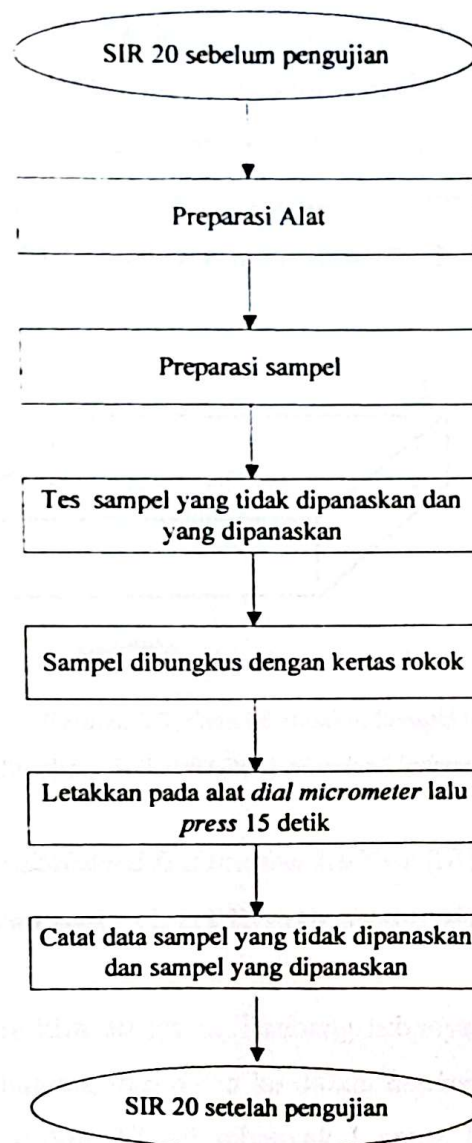 SIR 20 sebelum pengujian
Preparasi Alat
Preparasi sampel
Tes sampel yang tidak dipanaskan dan
yang dipanaskan
Sampel dibungkus dengan kertas rokok
Letakkan pada alat dial micrometer lalu
press 15 detik
Catat data sampel yang tidak dipanaskan
dan sampel yang dipanaskan
SIR 20 setelah pengujian